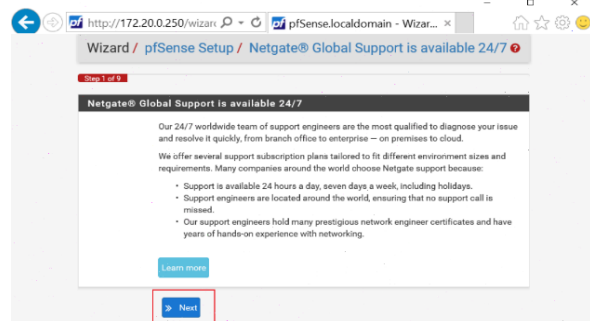 http://172.20.0.250/wizarc
pfSense.localdomain - Wizar...
Wizard / pfSense Setup / Netgate® Global Support is available 24/7
Step 1 of 9
Netgate® Global Support is available 24/7
Our 24/7 worldwide team of support engineers are the most qualified to diagnose your issue
and resolve it quickly, from branch office to enterprise — on premises to cloud.
We offer several support subscription plans tailored to fit different environment sizes and
requirements. Many companies around the world choose Netgate support because:
• Support is available 24 hours a day, seven days a week, including holidays.
• Support engineers are located around the world, ensuring that no support call is
missed.
• Our support engineers hold many prestigious network engineer certificates and have
years of hands-on experience with networking.
Learn more
» Next